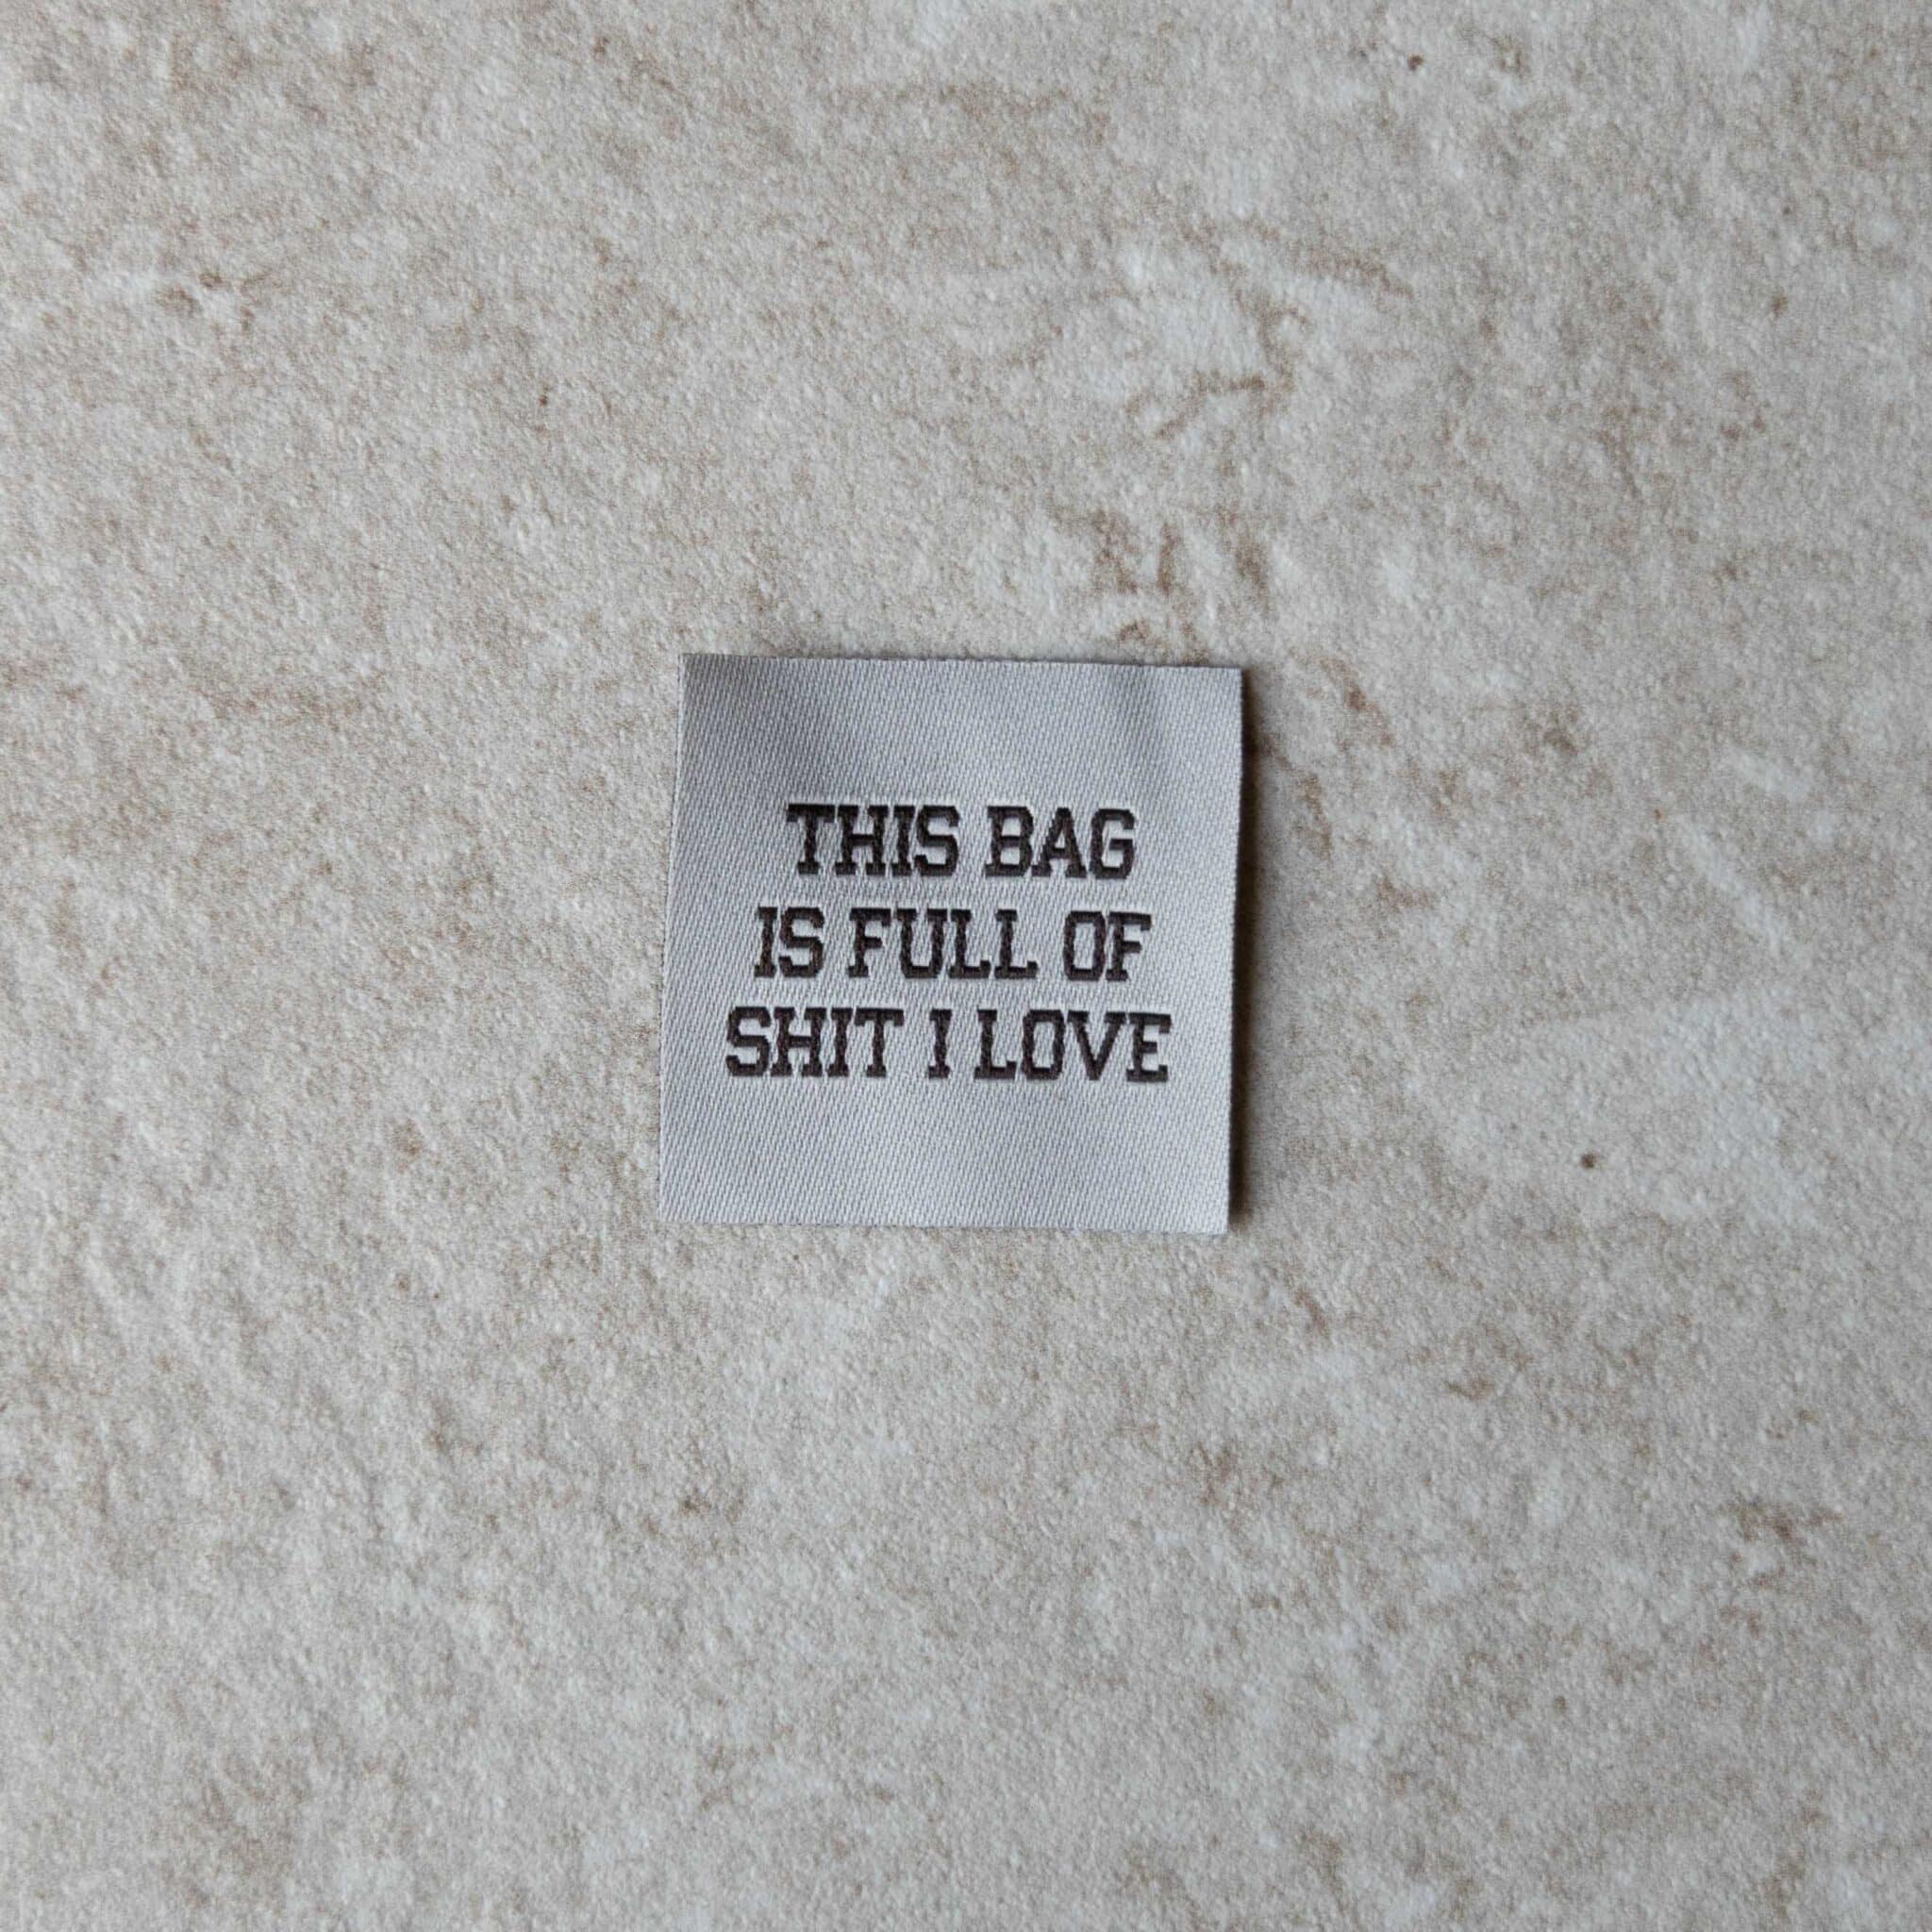 THIS BAG
IS FULL OF
SHIT I LOVE